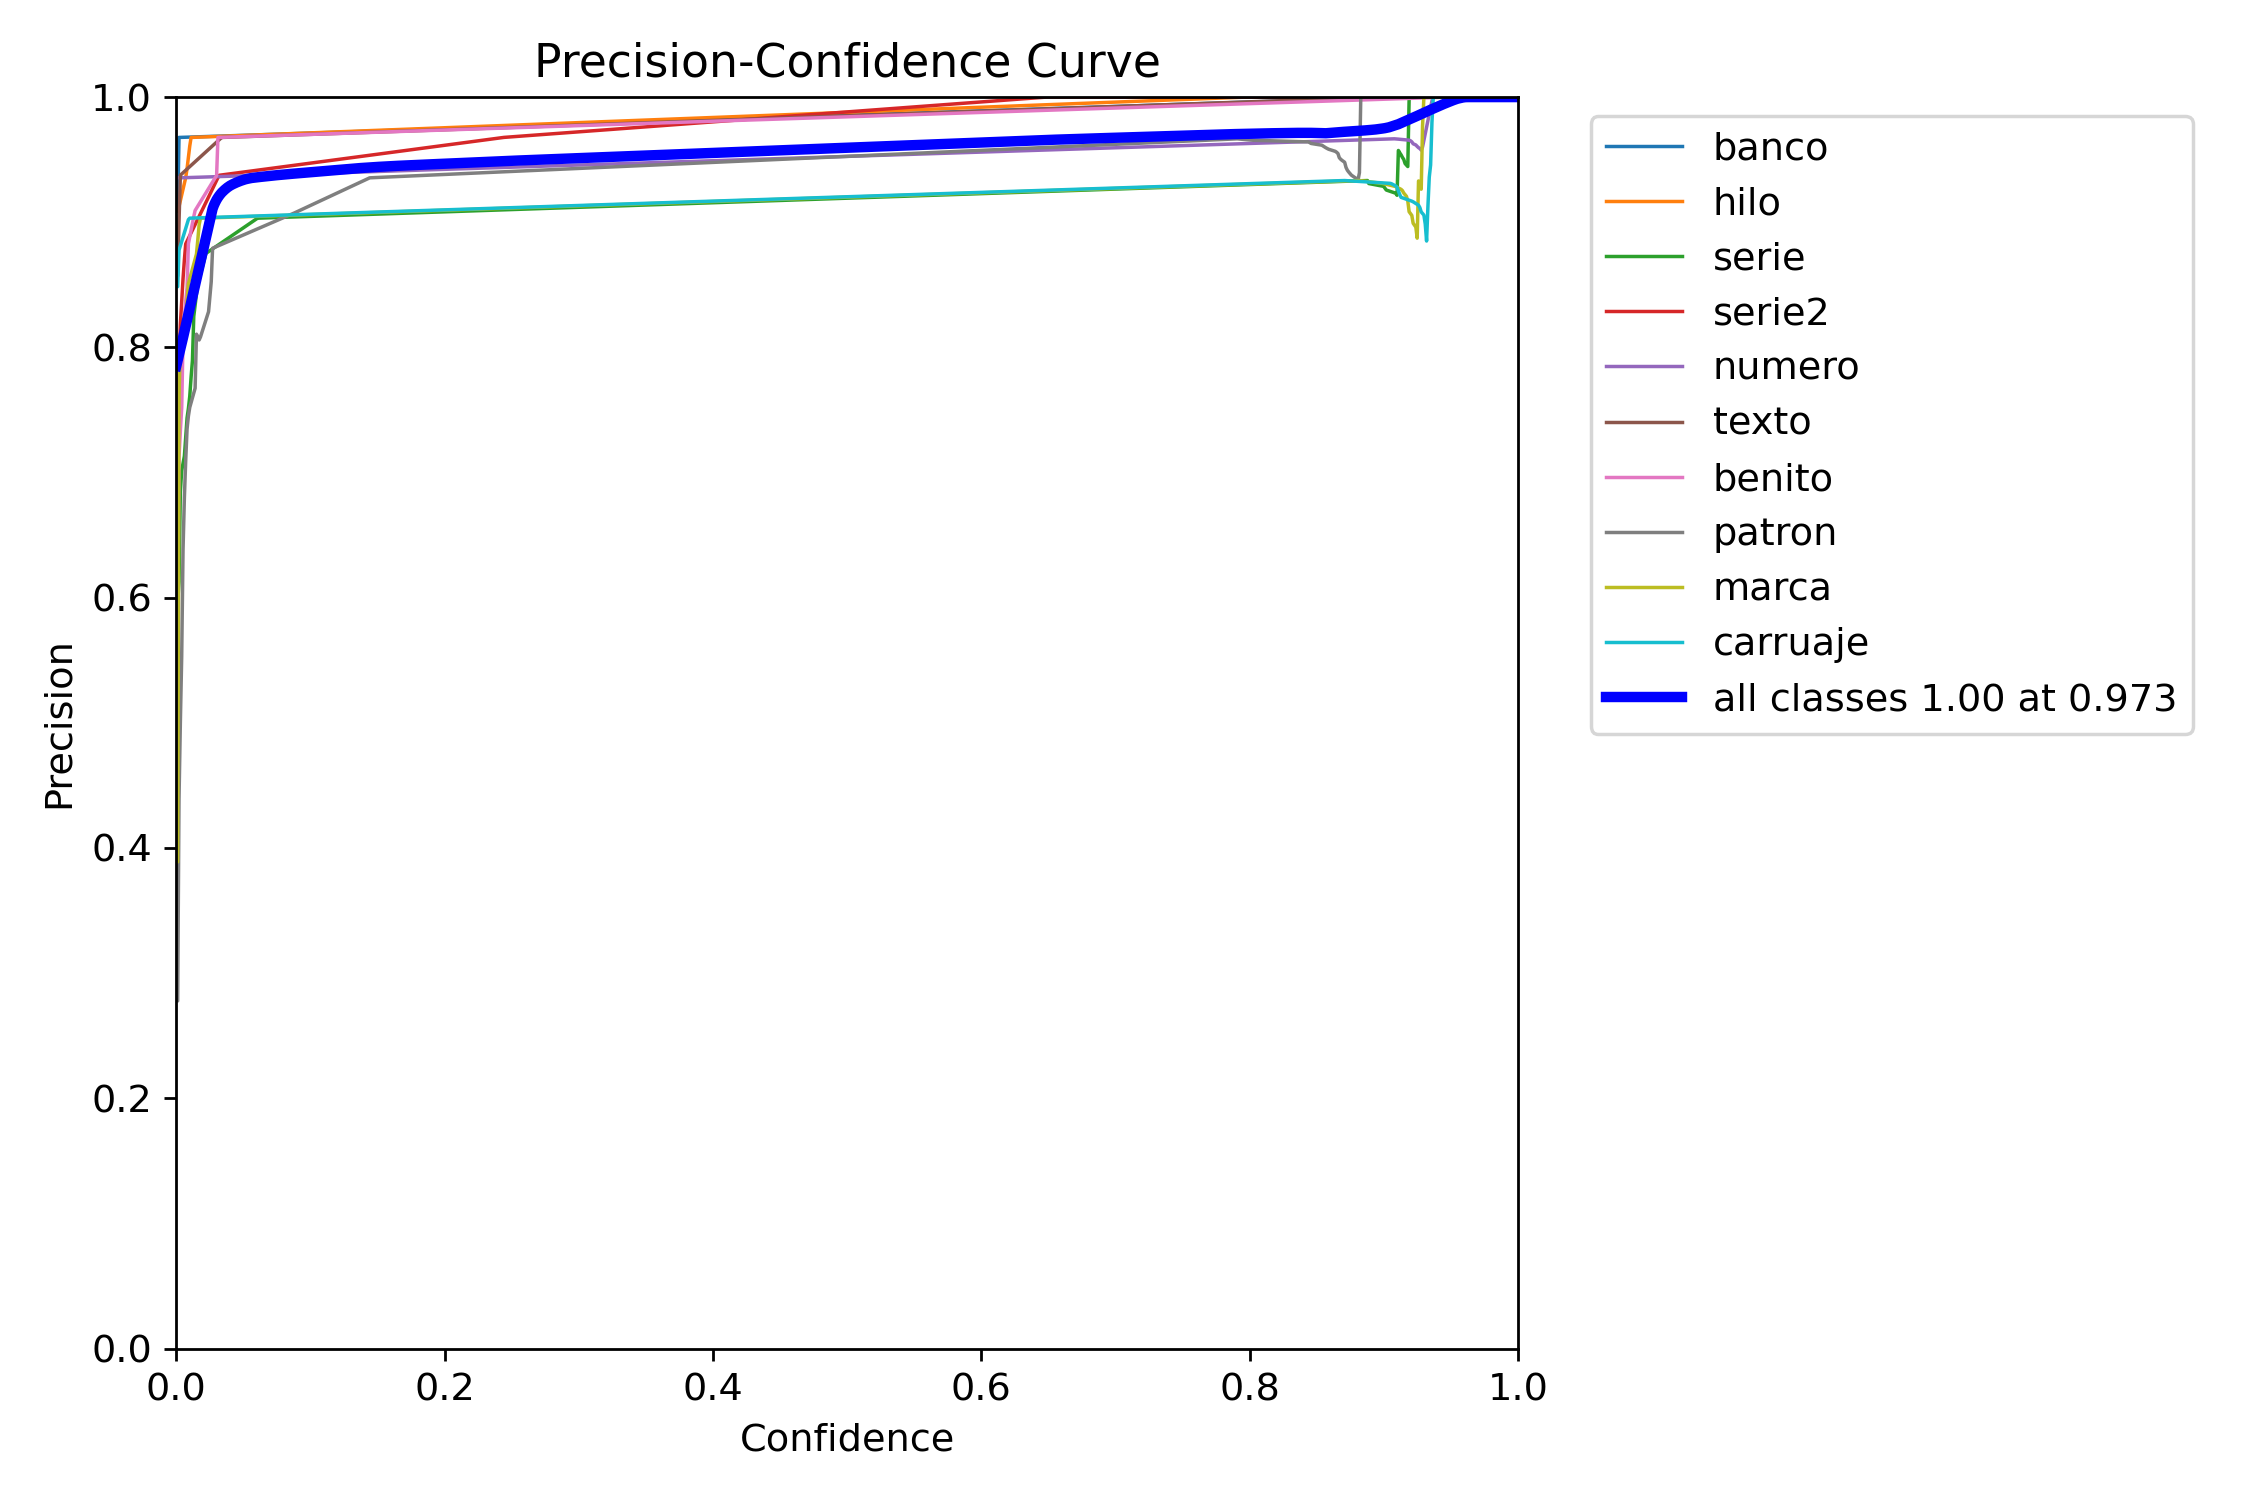 Precision-Confidence Curve
1.0
0.8
0.6
0.4
0.2
0.0
Precision
0.0 0.2 0.4 0.6 0.8 1.0
Confidence
banco
hilo
serie
serie2
numero
texto
benito
patron
marca
carruaje
all classes 1.00 at 0.973